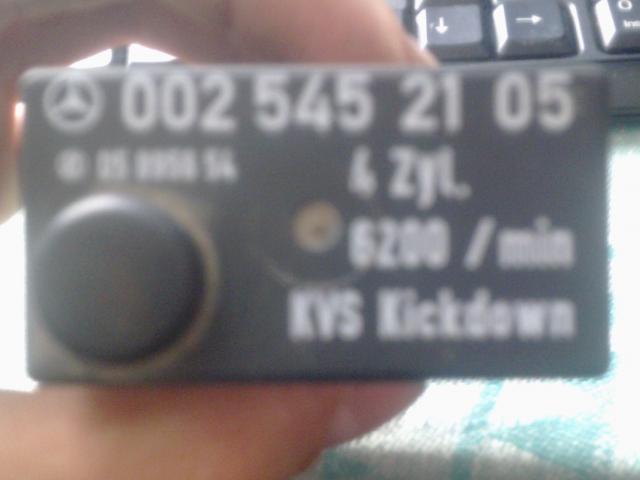 002 545 21 05
4 Zyl.
6200 /min
KVS Kickdown